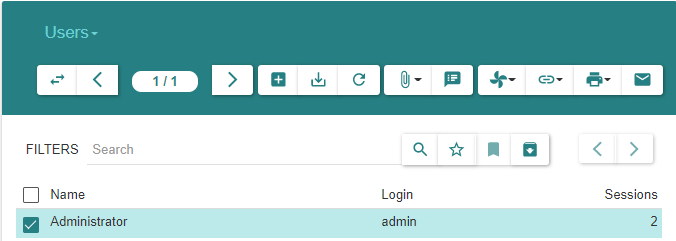 Users
1 / 1
FILTERS Search
Name Login Sessions
Administrator admin 2